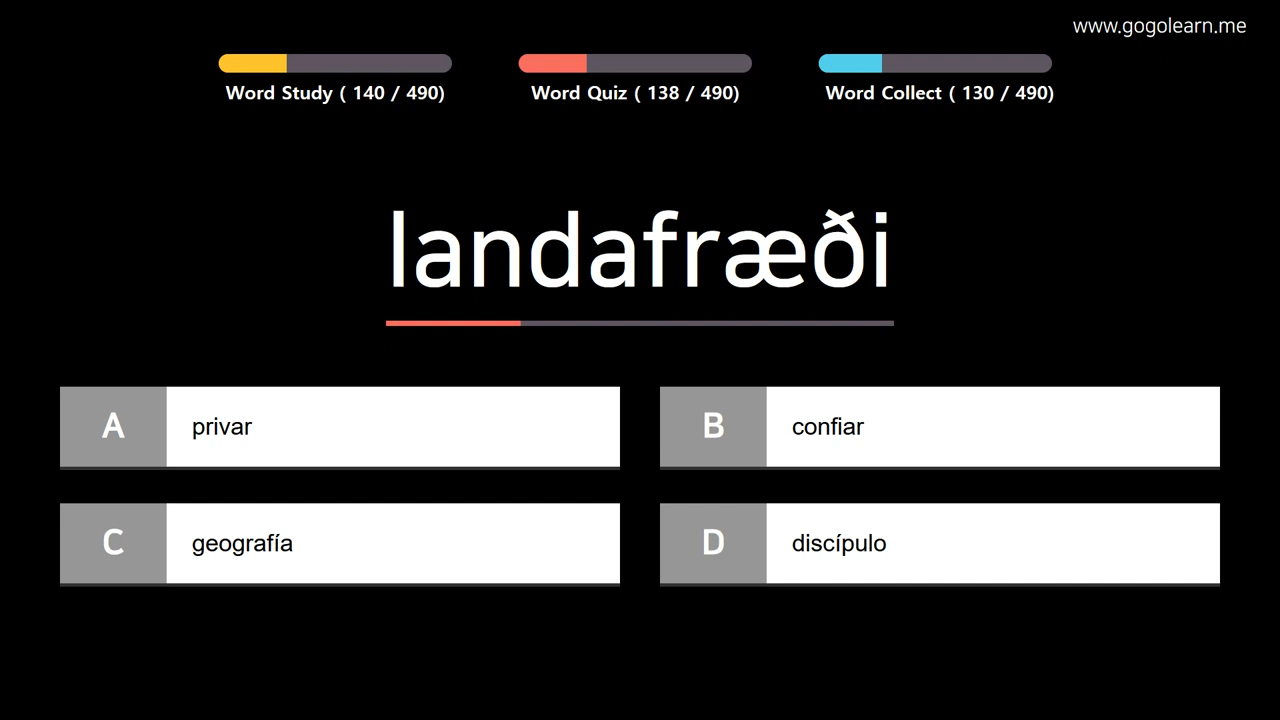 www.gogolearn.me
Word Study ( 140 / 490)
Word Quiz ( 138 / 490)
Word Collect ( 130 / 490)
landafræði
A privar
B confiar
C geografía
D discípulo